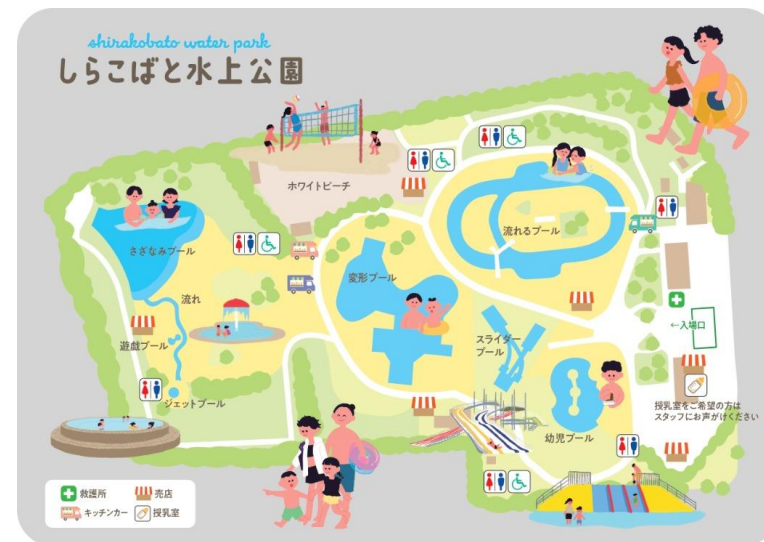 shirakobato water park
しらこばと水上公園
ホワイトビーチ
さざなみプール
流れるプール
変形プール
流れ
遊戯プール
スライダー
プール
←入場口
ジェットプール
幼児プール
授乳室をご希望の方は
スタッフにお声がけください
救護所
売店
キッチンカー
授乳室